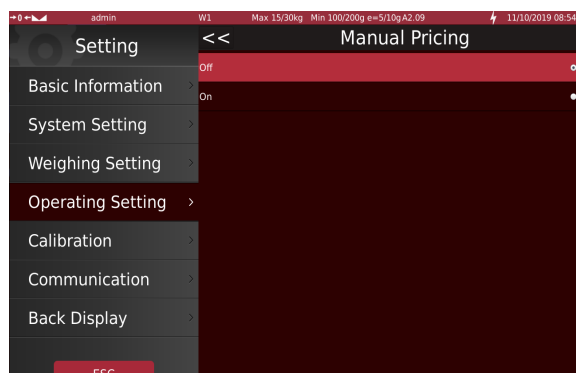 →0← admin W1 Max 15/30kg Min 100/200g e=5/10g A2.09 11/10/2019 08:54
Setting
<< Manual Pricing
Off
On
Basic Information >
System Setting >
Weighing Setting >
Operating Setting >
Calibration >
Communication >
Back Display >
ESC